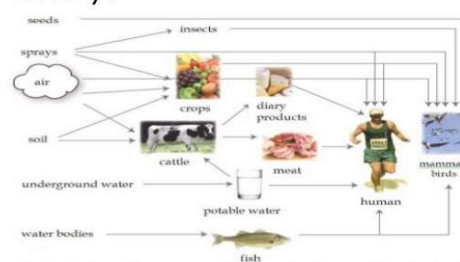 seeds
insects
sprays
air
crops
diary
products
soil
cattle
meat
mamma
birds
human
underground water
potable water
water bodies
fish